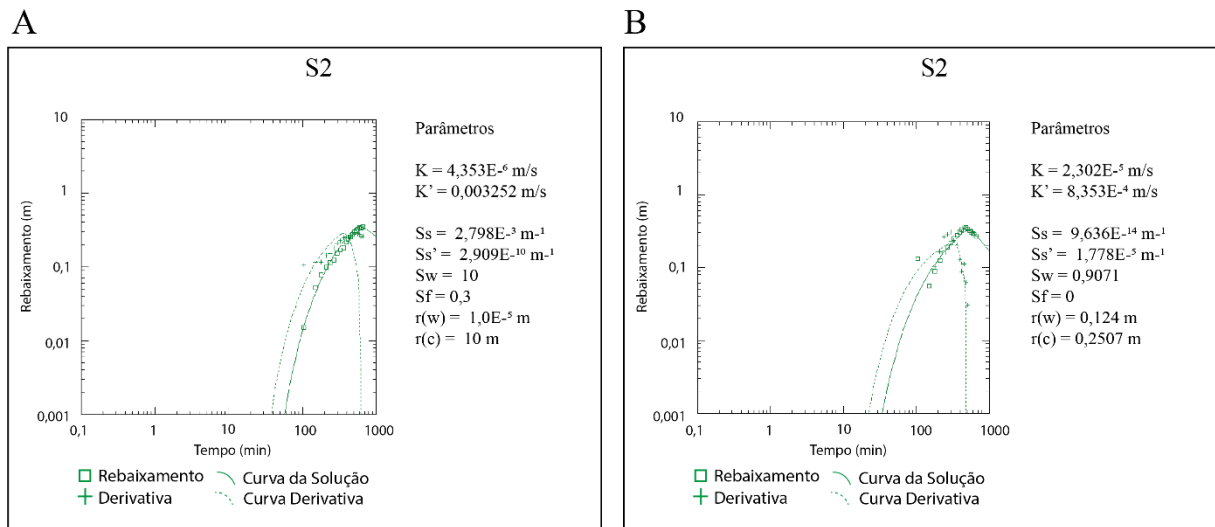 A
S2
10
1
0,1
0,01
0,001
Rebaixamento (m)
0,1
1
10
100
1000
Tempo (min)
Parâmetros
K = 4,353E-⁶ m/s
K' = 0,003252 m/s
Ss = 2,798E-³ m-¹
Ss' = 2,909E-¹⁰ m-¹
Sw = 10
Sf = 0,3
r(w) = 1,0E-⁵ m
r(c) = 10 m
Rebaixamento
Curva da Solução
Derivativa
Curva Derivativa
B
S2
10
1
0,1
0,01
0,001
Rebaixamento (m)
0,1
1
10
100
1000
Tempo (min)
Parâmetros
K = 2,302E-⁵ m/s
K' = 8,353E-⁴ m/s
Ss = 9,636E-¹⁴ m-¹
Ss' = 1,778E-⁵ m-¹
Sw = 0,9071
Sf = 0
r(w) = 0,124 m
r(c) = 0,2507 m
Rebaixamento
Curva da Solução
Derivativa
Curva Derivativa